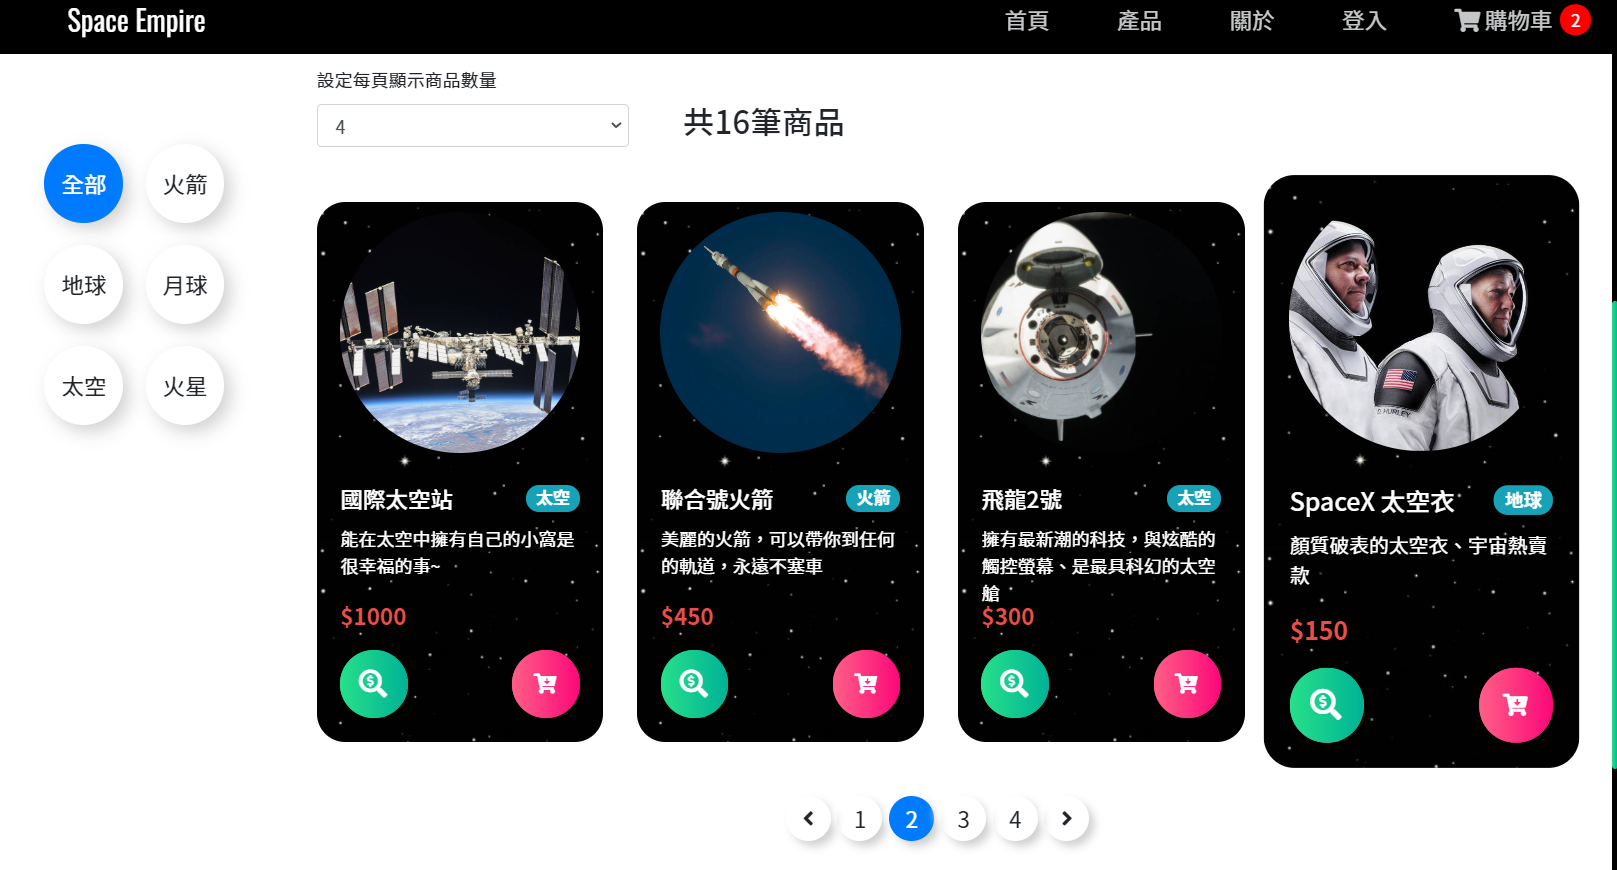 Space Empire
首頁
產品
關於
登入
購物車 2
設定每頁顯示商品數量
4
共16筆商品
全部
火箭
地球
月球
太空
火星
國際太空站
太空
能在太空中擁有自己的小窩是
很幸福的事~
$1000
聯合號火箭
火箭
美麗的火箭，可以帶你到任何
的軌道，永遠不塞車
$450
飛龍2號
太空
擁有最新潮的科技，與炫酷的
觸控螢幕、是最具科幻的太空
艙
$300
D. HURLEY
SpaceX 太空衣
地球
顏質破表的太空衣、宇宙熱賣
款
$150
1
2
3
4